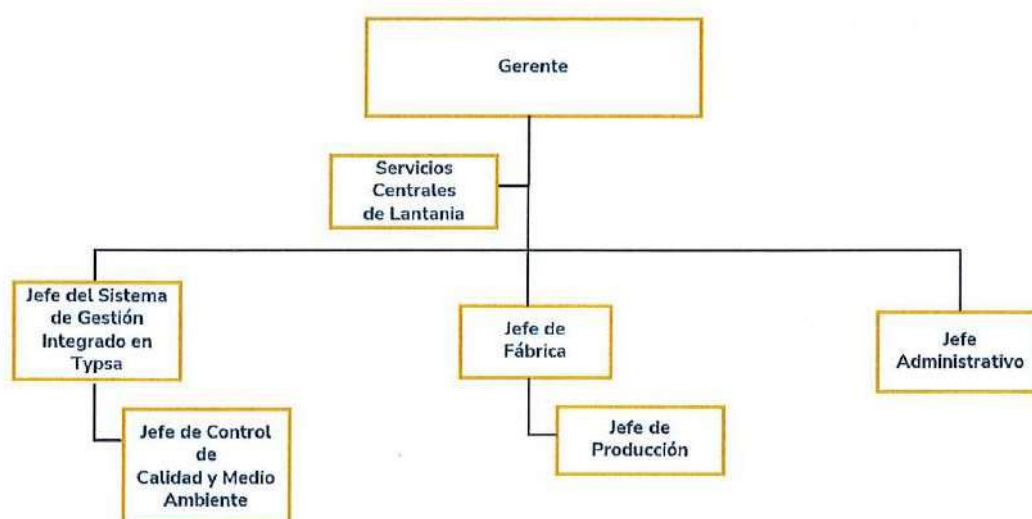 Gerente
Servicios
Centrales
de Lantania
Jefe del Sistema
de Gestión
Integrado en
Typsa
Jefe de
Fábrica
Jefe
Administrativo
Jefe de Control
de
Calidad y Medio
Ambiente
Jefe de
Producción